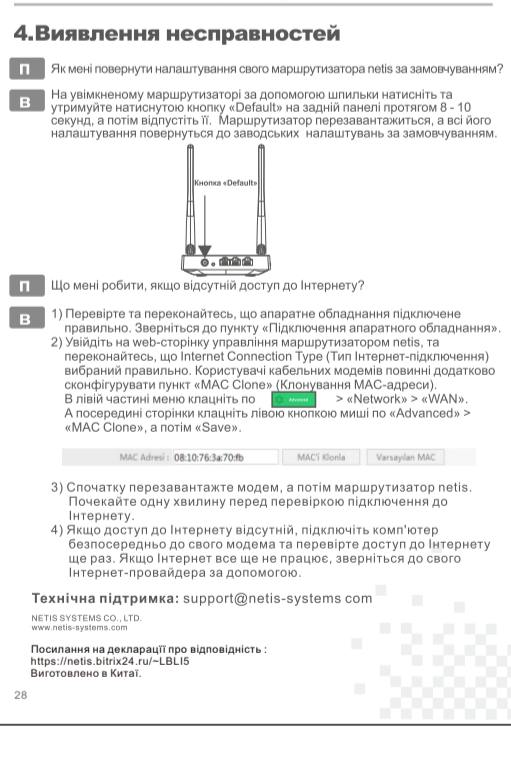 4.Виявлення несправностей
П Як мені повернути налаштування свого маршрутизатора netis за замовчуванням?
В На увімкненому маршрутизаторі за допомогою шпильки натисніть та
утримуйте натиснутою кнопку «Default» на задній панелі протягом 8 - 10
секунд, а потім відпустіть її. Маршрутизатор перезавантажиться, а всі його
налаштування повернуться до заводських налаштувань за замовчуванням.
Кнопка «Default»
П Що мені робити, якщо відсутній доступ до Інтернету?
В 1) Перевірте та переконайтесь, що апаратне обладнання підключене
правильно. Зверніться до пункту «Підключення апаратного обладнання».
2) Увійдіть на web-сторінку управління маршрутизатором netis, та
переконайтесь, що Internet Connection Type (Тип Інтернет-підключення)
вибраний правильно. Користувачі кабельних модемів повинні додатково
сконфігурувати пункт «MAC Clone» (Клонування MAC-адреси).
В лівій частині меню клацніть по Advanced > «Network» > «WAN».
А посередині сторінки клацніть лівою кнопкою миші по «Advanced» >
«MAC Clone», а потім «Save».
MAC Adresi : 08:10:76:3a:70:fb MAC'i Klonla Varsayılan MAC
3) Спочатку перезавантажте модем, а потім маршрутизатор netis.
Почекайте одну хвилину перед перевіркою підключення до
Інтернету.
4) Якщо доступ до Інтернету відсутній, підключіть комп'ютер
безпосередньо до свого модема та перевірте доступ до Інтернету
ще раз. Якщо Інтернет все ще не працює, зверніться до свого
Інтернет-провайдера за допомогою.
Технічна підтримка: support@netis-systems com
NETIS SYSTEMS CO., LTD.
www.netis-systems.com
Посилання на декларації про відповідність :
https://netis.bitrix24.ru/~LBLI5
Виготовлено в Китаї.
28